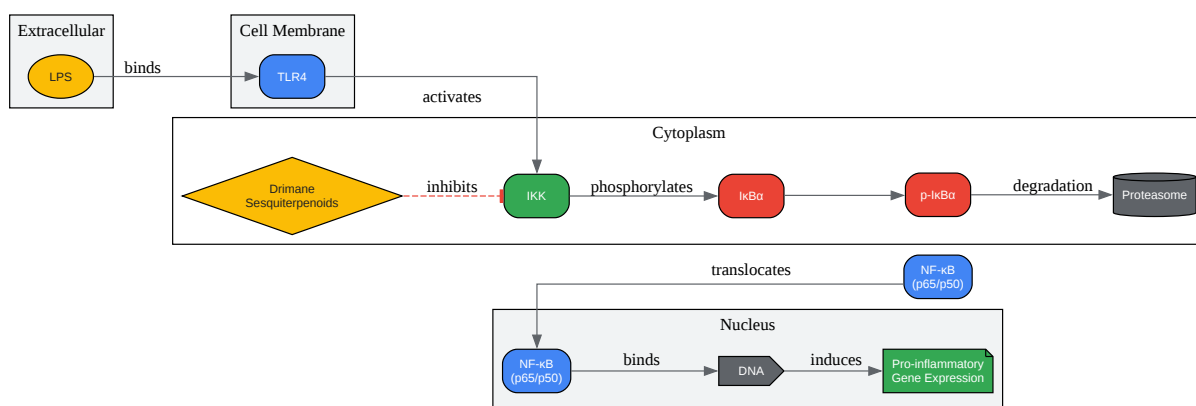 Extracellular
Cell Membrane
LPS
binds
TLR4
activates
Cytoplasm
Drimane
Sesquiterpenoids
inhibits
IKK
phosphorylates
IκBα
p-IκBα
degradation
Proteasome
translocates
NF-κB
(p65/p50)
Nucleus
NF-κB
(p65/p50)
binds
DNA
induces
Pro-inflammatory
Gene Expression